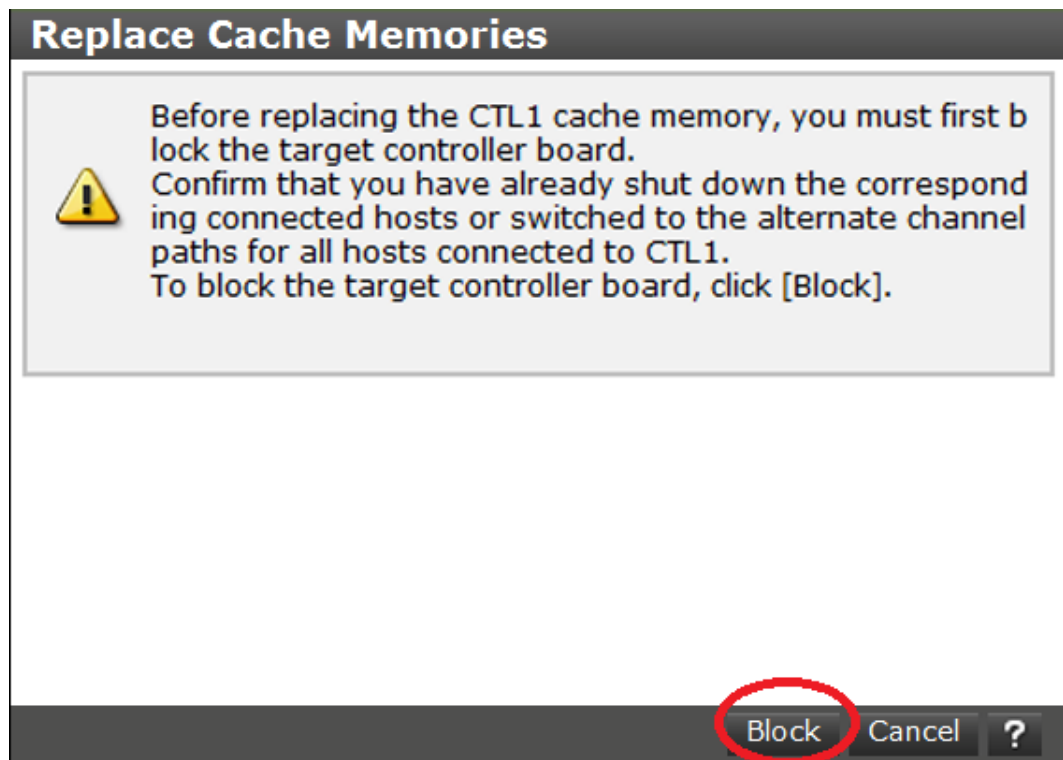 Replace Cache Memories
Before replacing the CTL1 cache memory, you must first b
lock the target controller board.
Confirm that you have already shut down the correspond
ing connected hosts or switched to the alternate channel
paths for all hosts connected to CTL1.
To block the target controller board, click [Block].
Block Cancel ?